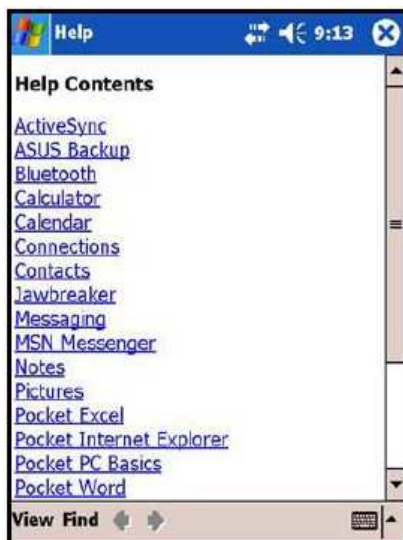 Help 9:13
Help Contents
ActiveSync
ASUS Backup
Bluetooth
Calculator
Calendar
Connections
Contacts
Jawbreaker
Messaging
MSN Messenger
Notes
Pictures
Pocket Excel
Pocket Internet Explorer
Pocket PC Basics
Pocket Word
View Find